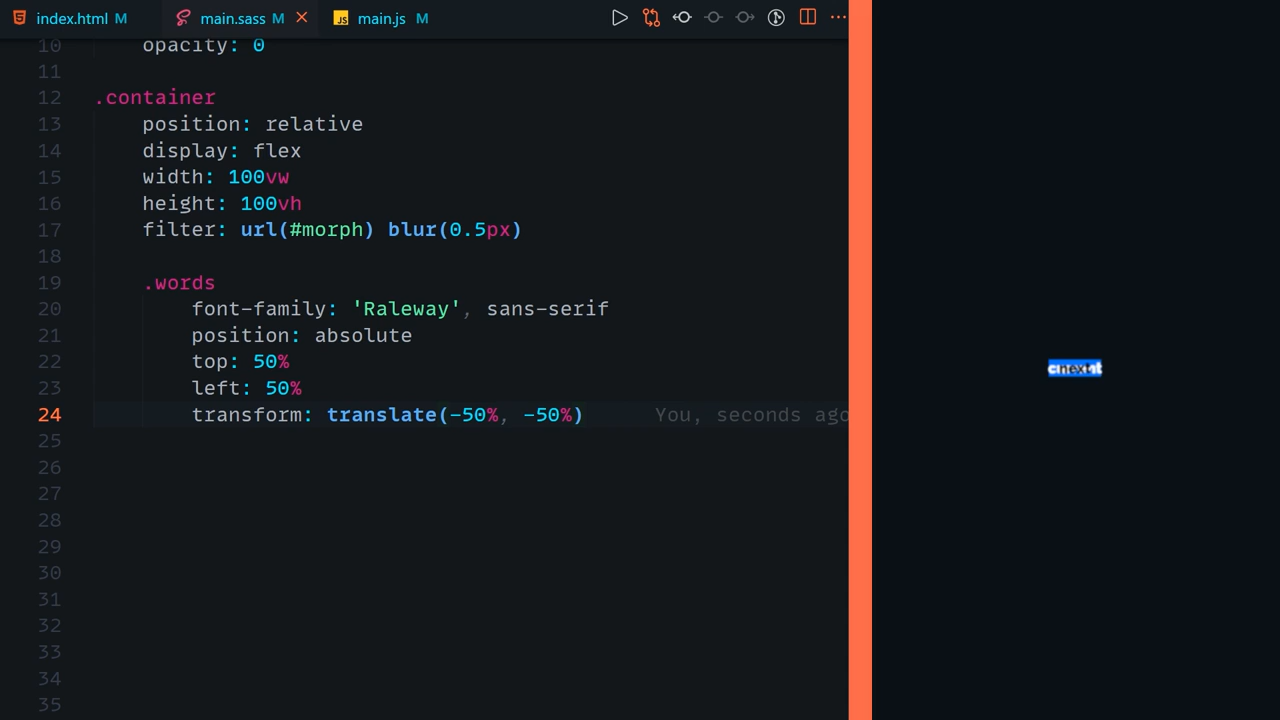 index.html M
main.sass M
JS main.js M
10 opacity: 0
11
12 .container
13 position: relative
14 display: flex
15 width: 100vw
16 height: 100vh
17 filter: url(#morph) blur(0.5px)
18
19 .words
20 font-family: 'Raleway', sans-serif
21 position: absolute
22 top: 50%
23 left: 50%
24 transform: translate(-50%, -50%) You, seconds ago
25
26
27
28
29
30
31
32
33
34
35
next